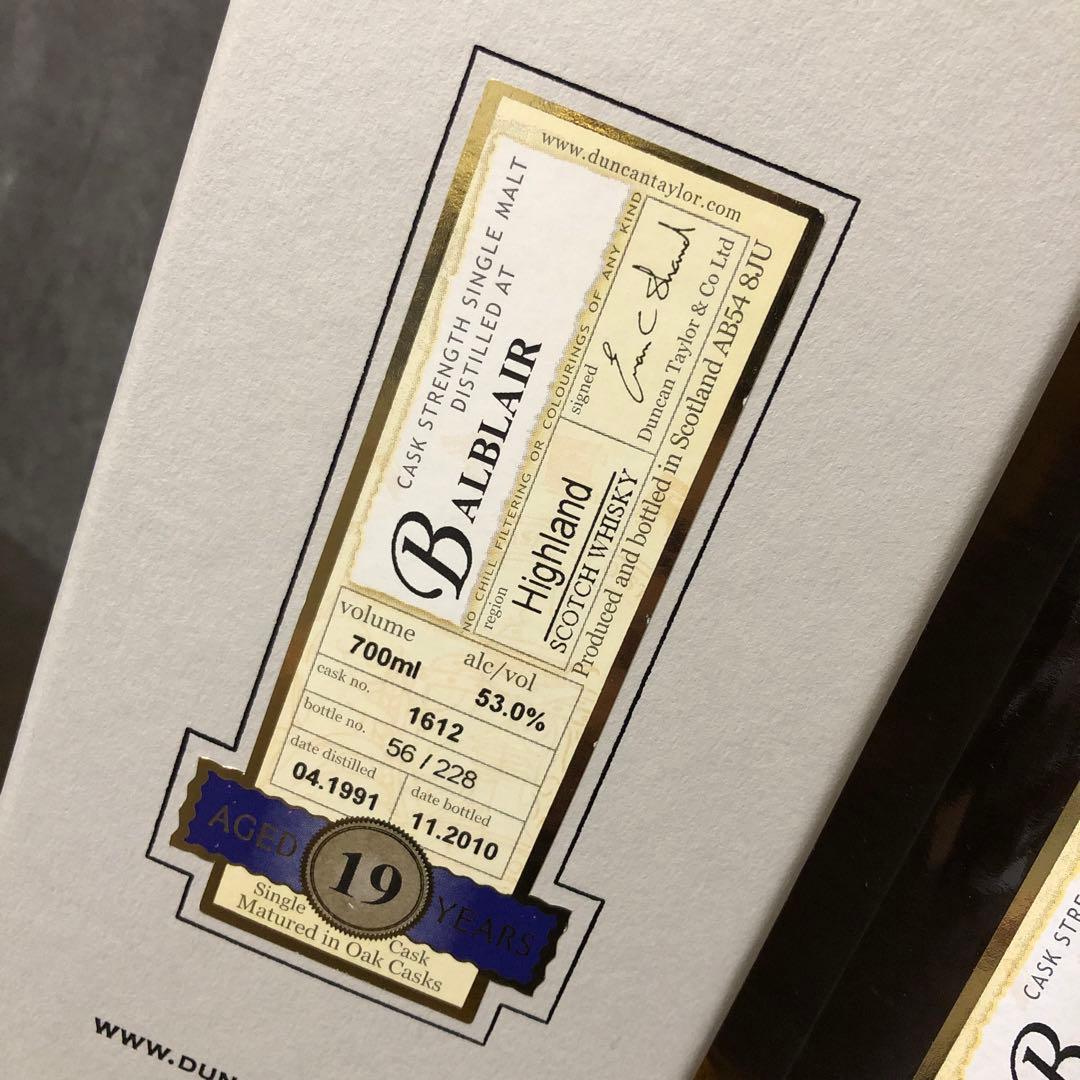 www.duncantaylor.com
CASK STRENGTH SINGLE MALT
DISTILLED AT
BALBLAIR
NO CHILL FILTERING OR COLOURINGS OF ANY KIND
region
Highland
SCOTCH WHISKY
signed
Euan C Shand
Duncan Taylor & Co Ltd
Produced and bottled in Scotland AB54 8JU
volume
700ml
alc/vol
53.0%
cask no.
1612
bottle no.
56 / 228
date distilled
04.1991
date bottled
11.2010
AGED 19 YEARS
Single Cask
Matured in Oak Casks
WWW.DUN
CASK STRE
B